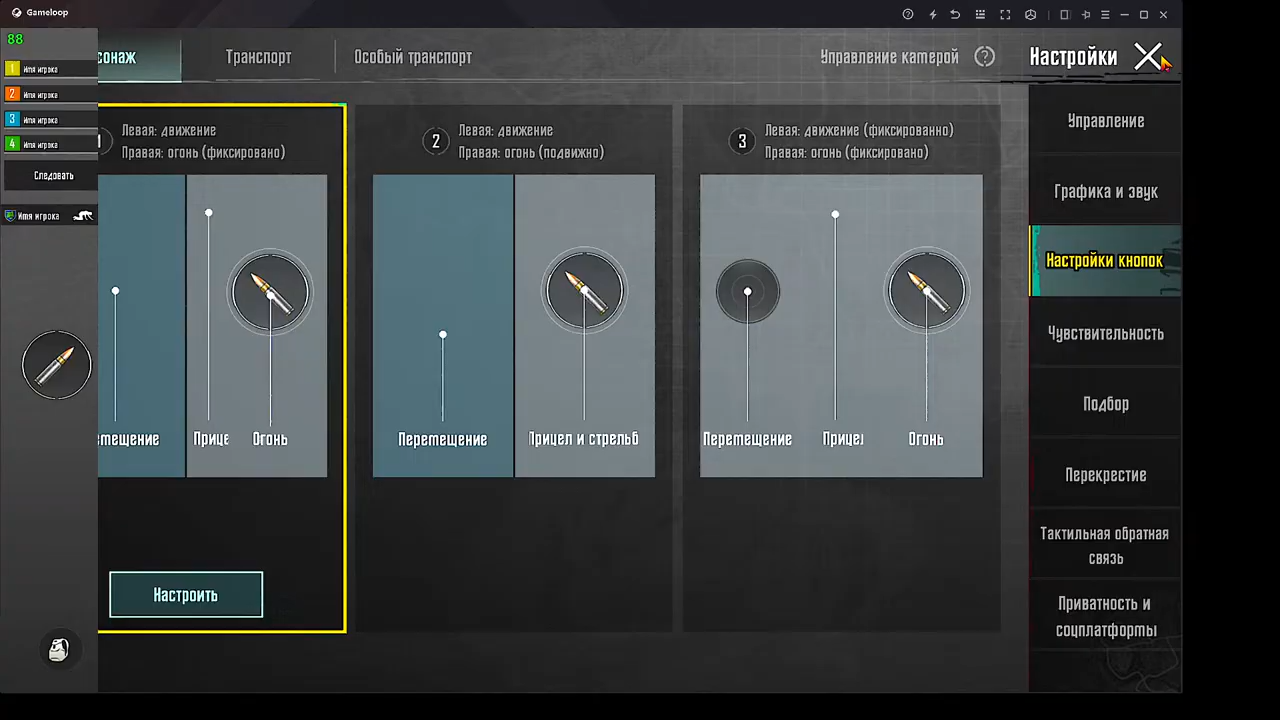 Gameloop
88
сонаж
Транспорт
Особый транспорт
Управление камерой
?
Настройки
1 Имя игрока
2 Имя игрока
3 Имя игрока
4 Имя игрока
Следовать
Имя игрока
Левая: движение
Правая: огонь (фиксировано)
2
Левая: движение
Правая: огонь (подвижно)
3
Левая: движение (фиксированно)
Правая: огонь (фиксировано)
емещение
Прице
Огонь
Перемещение
Прицел и стрельб
Перемещение
Прицел
Огонь
Настроить
Управление
Графика и звук
Настройки кнопок
Чувствительность
Подбор
Перекрестие
Тактильная обратная
связь
Приватность и
соцплатформы